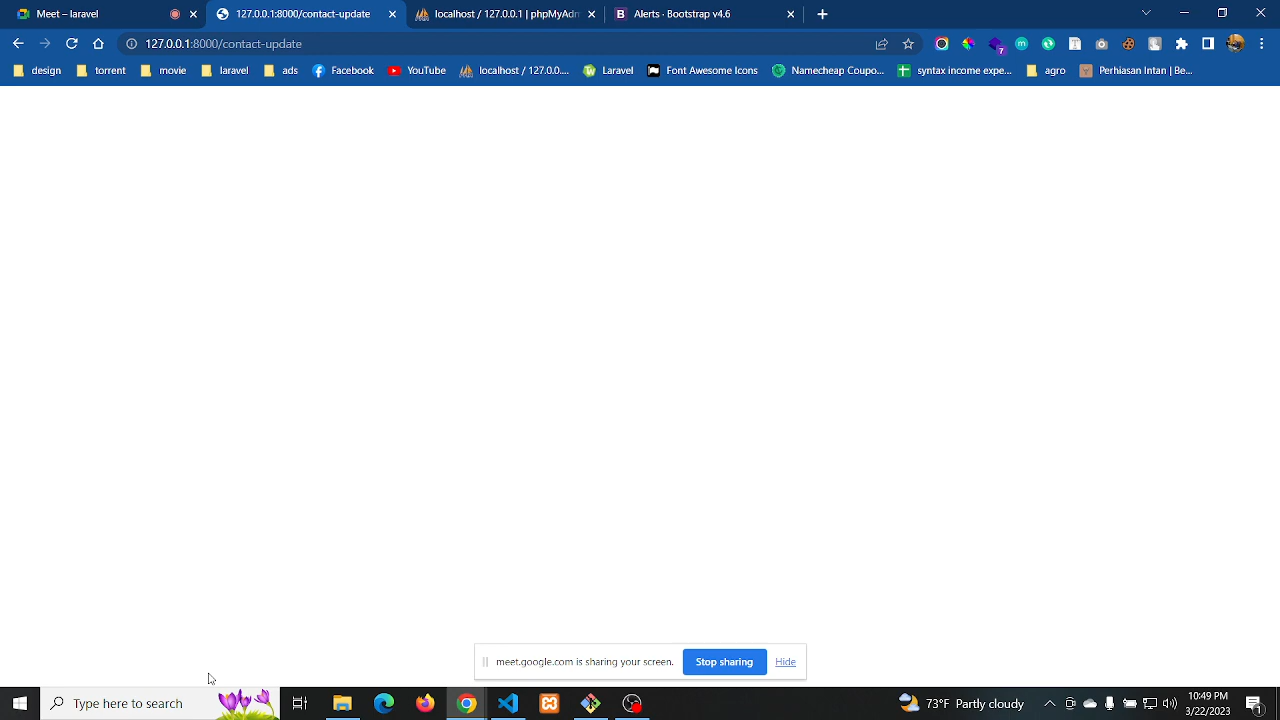 Meet – laravel
127.0.0.1:8000/contact-update
localhost / 127.0.0.1 | phpMyAdm
Alerts · Bootstrap v4.6
127.0.0.1:8000/contact-update
7
design
torrent
movie
laravel
ads
Facebook
YouTube
localhost / 127.0.0....
Laravel
Font Awesome Icons
Namecheap Coupo...
syntax income expe...
agro
Perhiasan Intan | Be...
meet.google.com is sharing your screen.
Stop sharing
Hide
Type here to search
73°F Partly cloudy
10:49 PM
3/22/2023
1